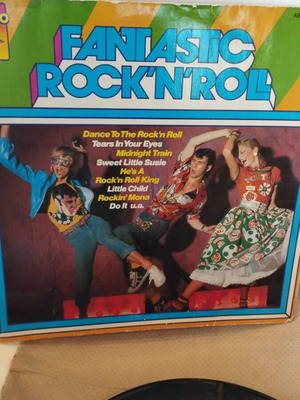 FANTASTIC
ROCK'N'ROLL
Dance To The Rock'n Roll
Tears In Your Eyes
Midnight Train
Sweet Little Susie
He's A
Rock'n Roll King
Little Child
Rockin' Mona
Do It u.a.